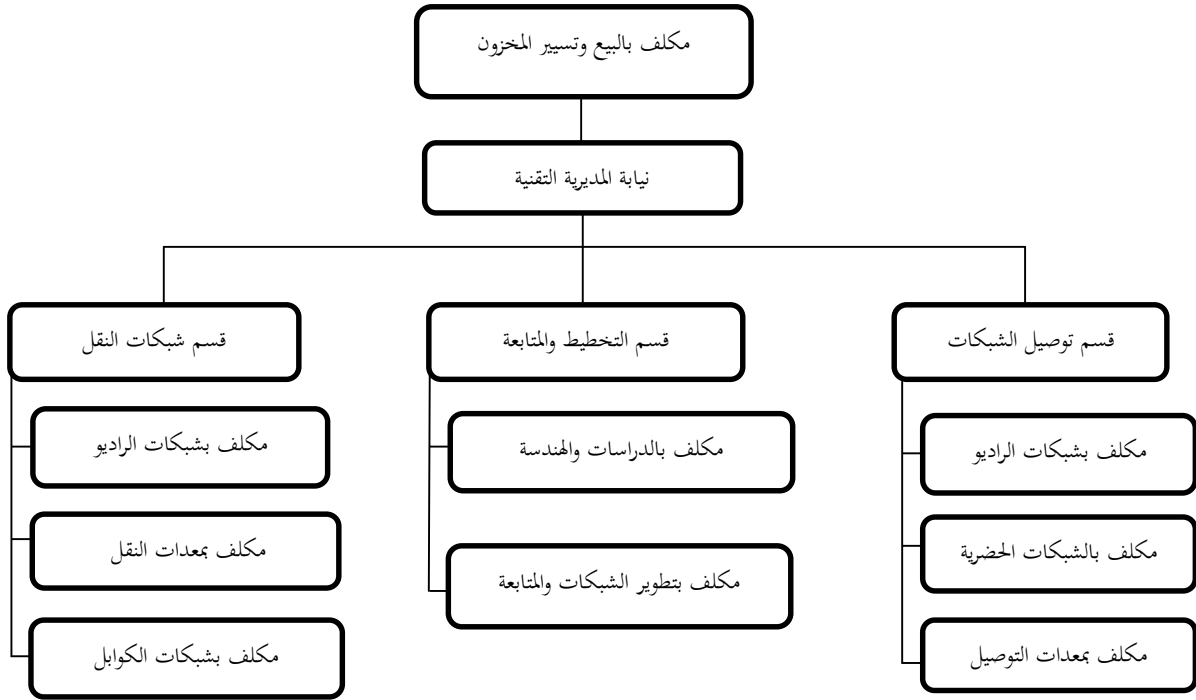 مكلف بالبيع وتسيير المخزون
نيابة المديرية التقنية
قسم توصيل الشبكات
قسم التخطيط والمتابعة
قسم شبكات النقل
مكلف بشبكات الراديو
مكلف بالشبكات الحضرية
مكلف بمعدات التوصيل
مكلف بالدراسات والهندسة
مكلف بتطوير الشبكات والمتابعة
مكلف بشبكات الراديو
مكلف بمعدات النقل
مكلف بشبكات الكوابل